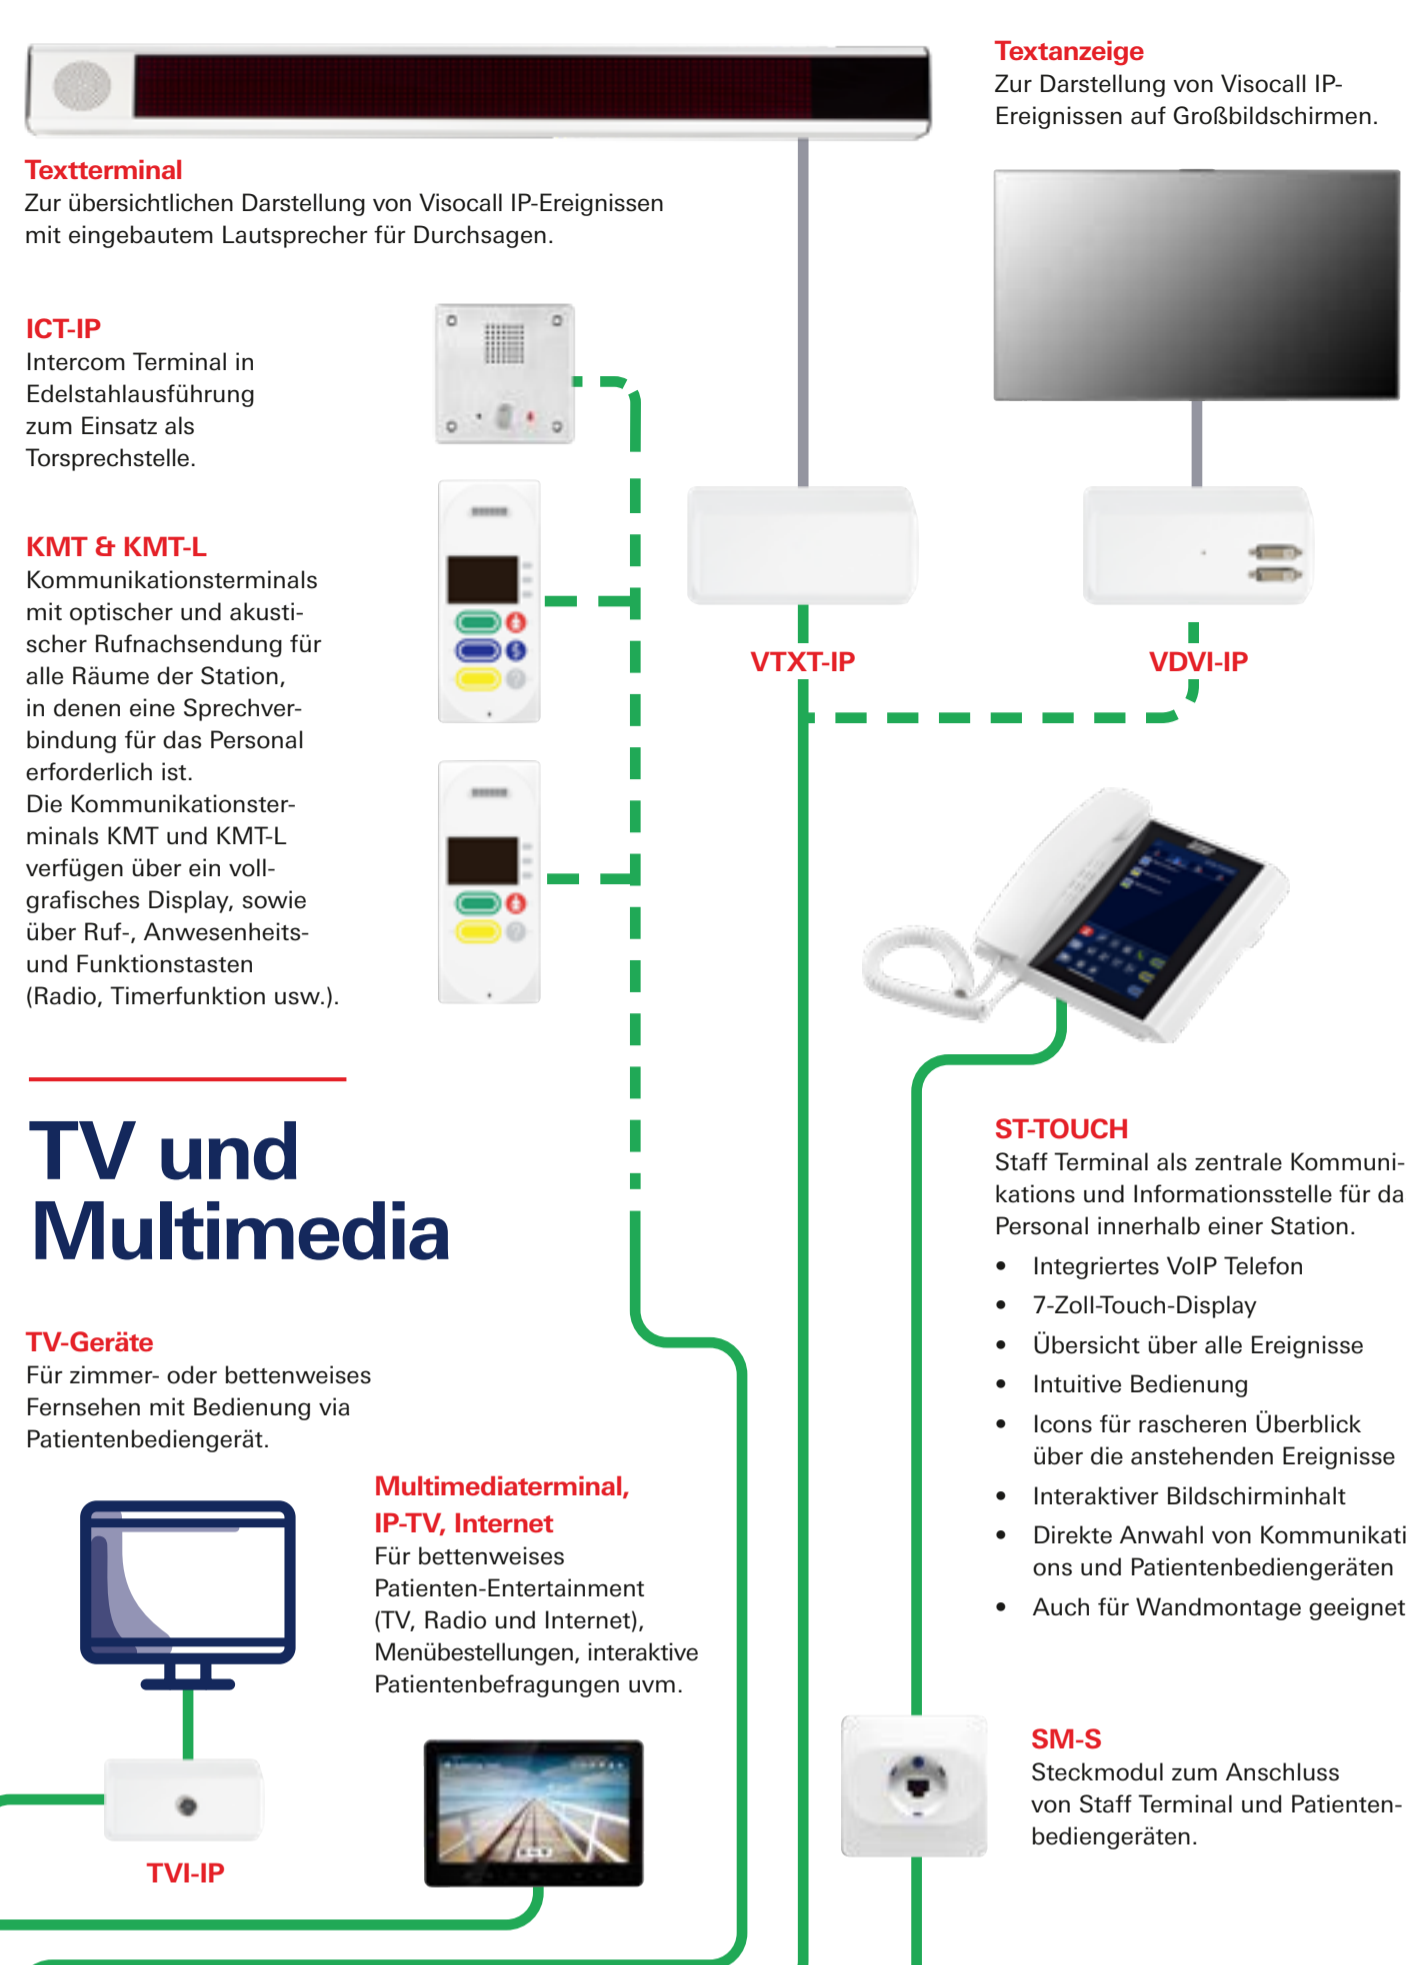 Textanzeige
Zur Darstellung von Visocall IP-
Ereignissen auf Großbildschirmen.
Textterminal
Zur übersichtlichen Darstellung von Visocall IP-Ereignissen
mit eingebautem Lautsprecher für Durchsagen.
ICT-IP
Intercom Terminal in
Edelstahlausführung
zum Einsatz als
Torsprechstelle.
KMT & KMT-L
Kommunikationsterminals
mit optischer und akusti-
scher Rufnachsendung für
alle Räume der Station,
in denen eine Sprechver-
bindung für das Personal
erforderlich ist.
Die Kommunikationster-
minals KMT und KMT-L
verfügen über ein voll-
grafisches Display, sowie
über Ruf-, Anwesenheits-
und Funktionstasten
(Radio, Timerfunktion usw.).
VTXT-IP
VDVI-IP
TV und
Multimedia
ST-TOUCH
Staff Terminal als zentrale Kommuni-
kations und Informationsstelle für da
Personal innerhalb einer Station.
• Integriertes VoIP Telefon
• 7-Zoll-Touch-Display
• Übersicht über alle Ereignisse
• Intuitive Bedienung
• Icons für rascheren Überblick
über die anstehenden Ereignisse
• Interaktiver Bildschirminhalt
• Direkte Anwahl von Kommunikati
ons und Patientenbediengeräten
• Auch für Wandmontage geeignet
TV-Geräte
Für zimmer- oder bettenweises
Fernsehen mit Bedienung via
Patientenbediengerät.
Multimediaterminal,
IP-TV, Internet
Für bettenweises
Patienten-Entertainment
(TV, Radio und Internet),
Menübestellungen, interaktive
Patientenbefragungen uvm.
TVI-IP
SM-S
Steckmodul zum Anschluss
von Staff Terminal und Patienten-
bediengeräten.